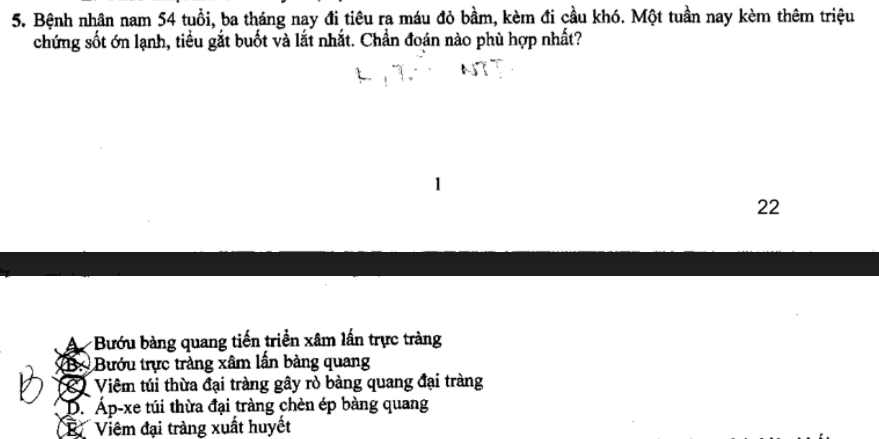 5. Bệnh nhân nam 54 tuổi, ba tháng nay đi tiêu ra máu đỏ bầm, kèm đi cầu khó. Một tuần nay kèm thêm triệu
chứng sốt ớn lạnh, tiểu gắt buốt và lắt nhắt. Chẩn đoán nào phù hợp nhất?
NTT.
1
22
A. Bướu bàng quang tiến triển xâm lấn trực tràng
B. Bướu trực tràng xâm lấn bàng quang
B
C. Viêm túi thừa đại tràng gây rò bàng quang đại tràng
D. Áp-xe túi thừa đại tràng chèn ép bàng quang
E. Viêm đại tràng xuất huyết